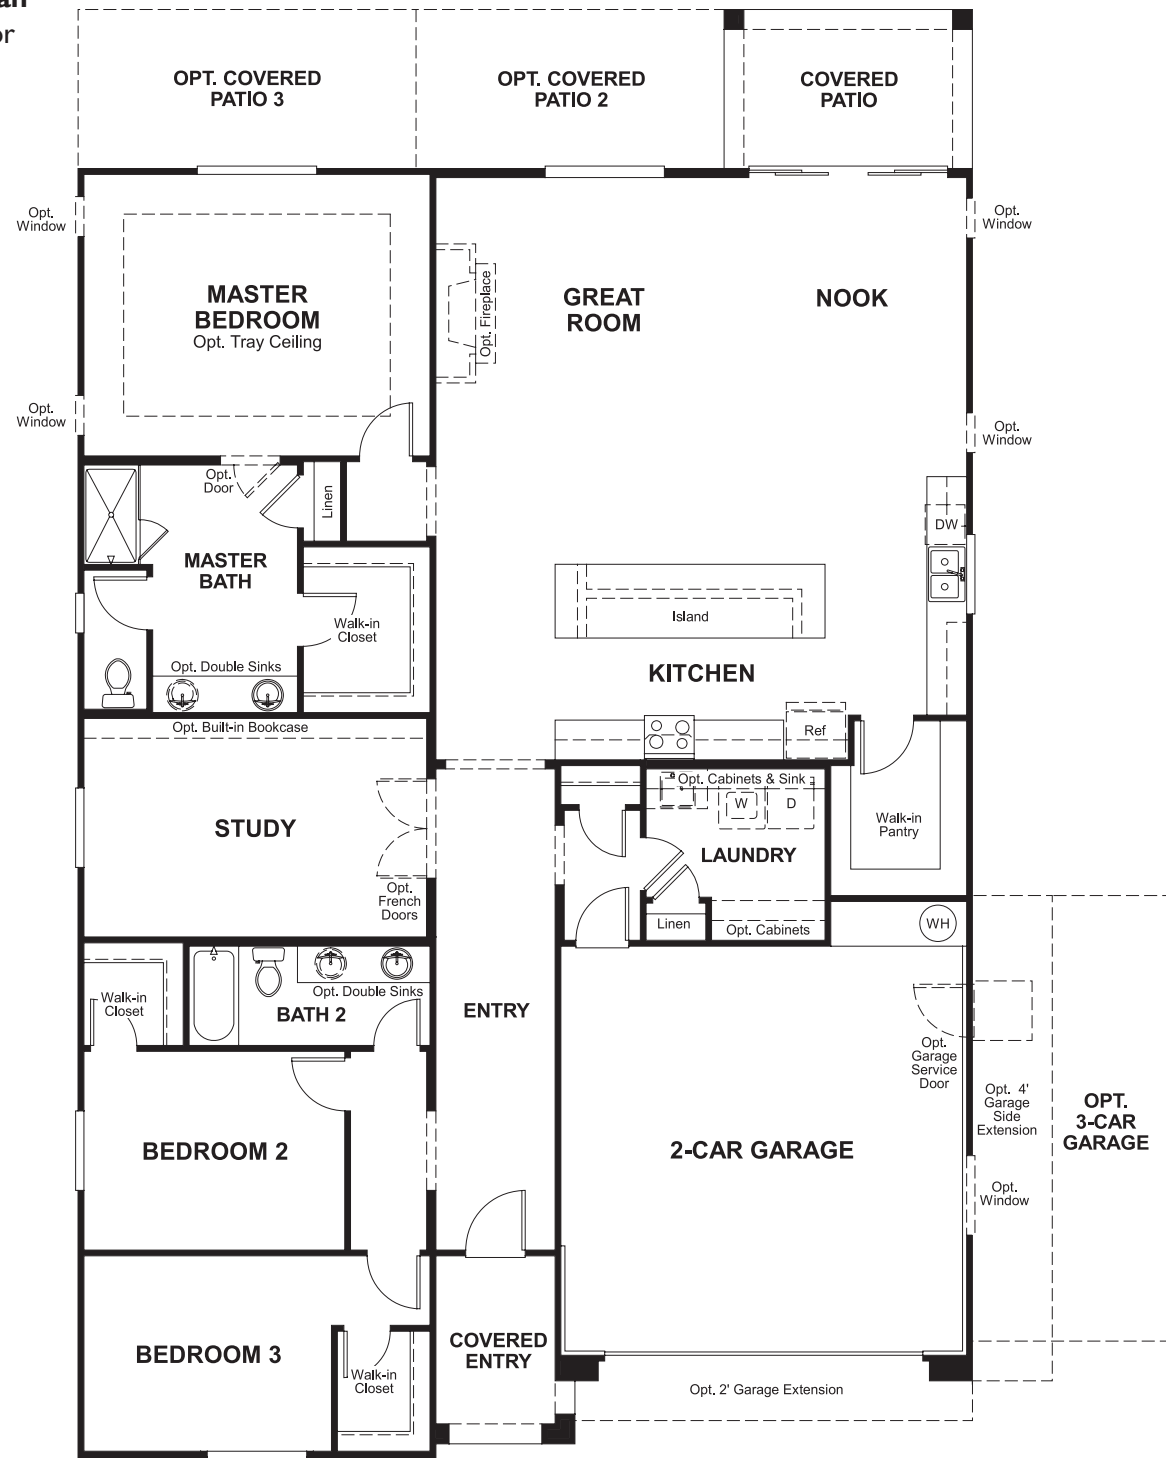 OPT. COVERED
PATIO 3
OPT. COVERED
PATIO 2
COVERED
PATIO
Opt.
Window
Opt.
Window
MASTER
BEDROOM
Opt. Tray Ceiling
Opt. Fireplace
GREAT
ROOM
NOOK
Opt.
Window
Opt.
Window
Opt.
Door
Linen
DW
MASTER
BATH
Walk-in
Closet
Island
Opt. Double Sinks
KITCHEN
Opt. Built-in Bookcase
Ref
Opt. Cabinets & Sink
W
D
Walk-in
Pantry
STUDY
LAUNDRY
Opt.
French
Doors
Linen
Opt. Cabinets
WH
Walk-in
Closet
Opt. Double Sinks
BATH 2
ENTRY
Opt.
Garage
Service
Door
Opt. 4'
Garage
Side
Extension
OPT.
3-CAR
GARAGE
BEDROOM 2
2-CAR GARAGE
Opt.
Window
BEDROOM 3
Walk-in
Closet
COVERED
ENTRY
Opt. 2' Garage Extension